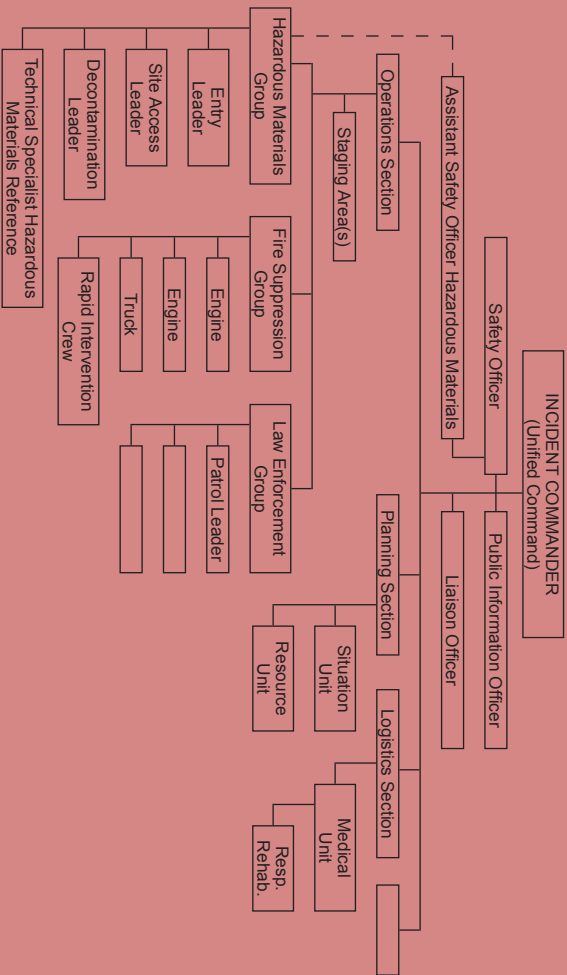 INCIDENT COMMANDER
(Unified Command)
Safety Officer
Public Information Officer
Assistant Safety Officer Hazardous Materials
Liaison Officer
Operations Section
Planning Section
Logistics Section
Staging Area(s)
Situation
Unit
Medical
Unit
Hazardous Materials
Group
Fire Suppression
Group
Law Enforcement
Group
Resource
Unit
Resp.
Rehab.
Entry
Leader
Engine
Patrol Leader
Site Access
Leader
Engine
Decontamination
Leader
Truck
Technical Specialist Hazardous
Materials Reference
Rapid Intervention
Crew